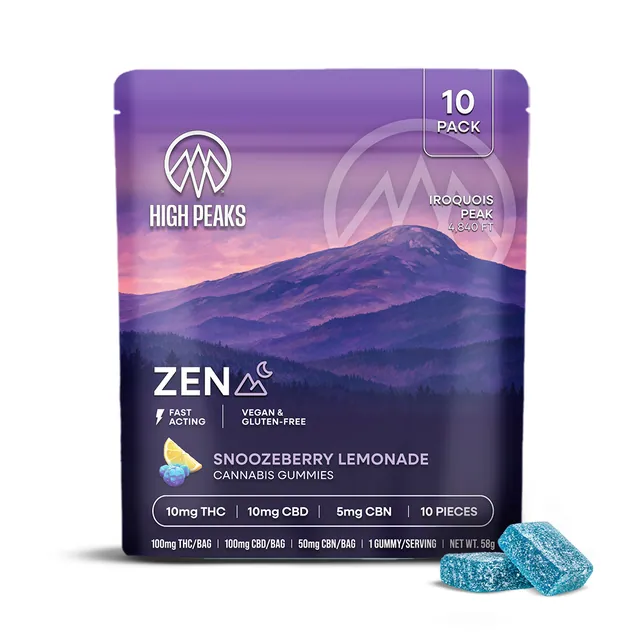 10
PACK
HIGH PEAKS
IROQUOIS
PEAK
4,840 FT
ZEN
FAST
ACTING
VEGAN &
GLUTEN-FREE
SNOOZEBERRY LEMONADE
CANNABIS GUMMIES
10mg THC | 10mg CBD | 5mg CBN | 10 PIECES
100mg THC/BAG | 100mg CBD/BAG | 50mg CBN/BAG | 1 GUMMY/SERVING | NET WT. 58g